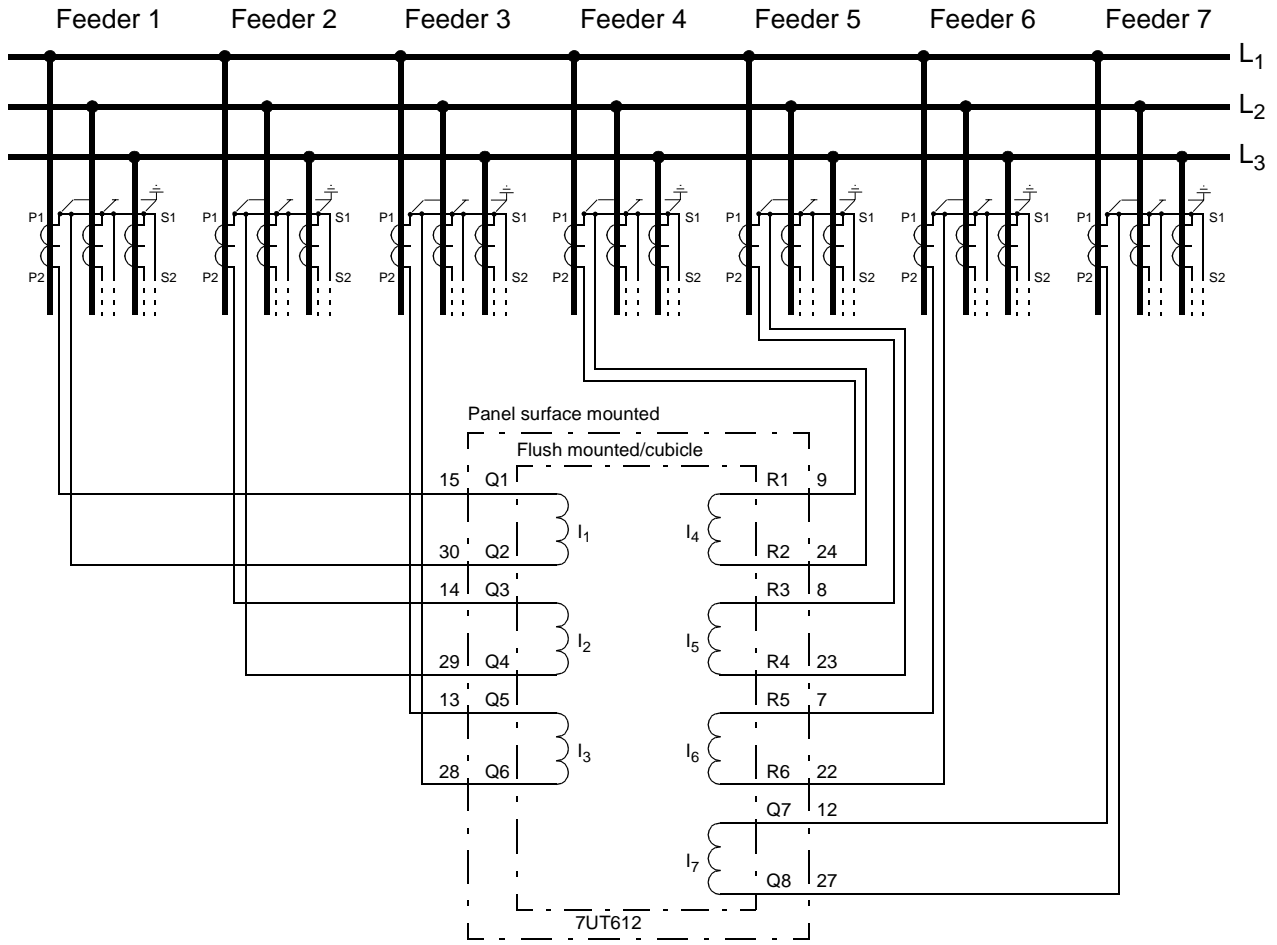 Feeder 1 Feeder 2 Feeder 3 Feeder 4 Feeder 5 Feeder 6 Feeder 7
L1
L2
L3
P1 S1 P1 S1 P1 S1 P1 S1 P1 S1 P1 S1 P1 S1
P2 S2 P2 S2 P2 S2 P2 S2 P2 S2 P2 S2 P2 S2
Panel surface mounted
Flush mounted/cubicle
15 Q1 R1 9
I1 I4
30 Q2 R2 24
14 Q3 R3 8
I2 I5
29 Q4 R4 23
13 Q5 R5 7
I3 I6
28 Q6 R6 22
Q7 12
I7
Q8 27
7UT612